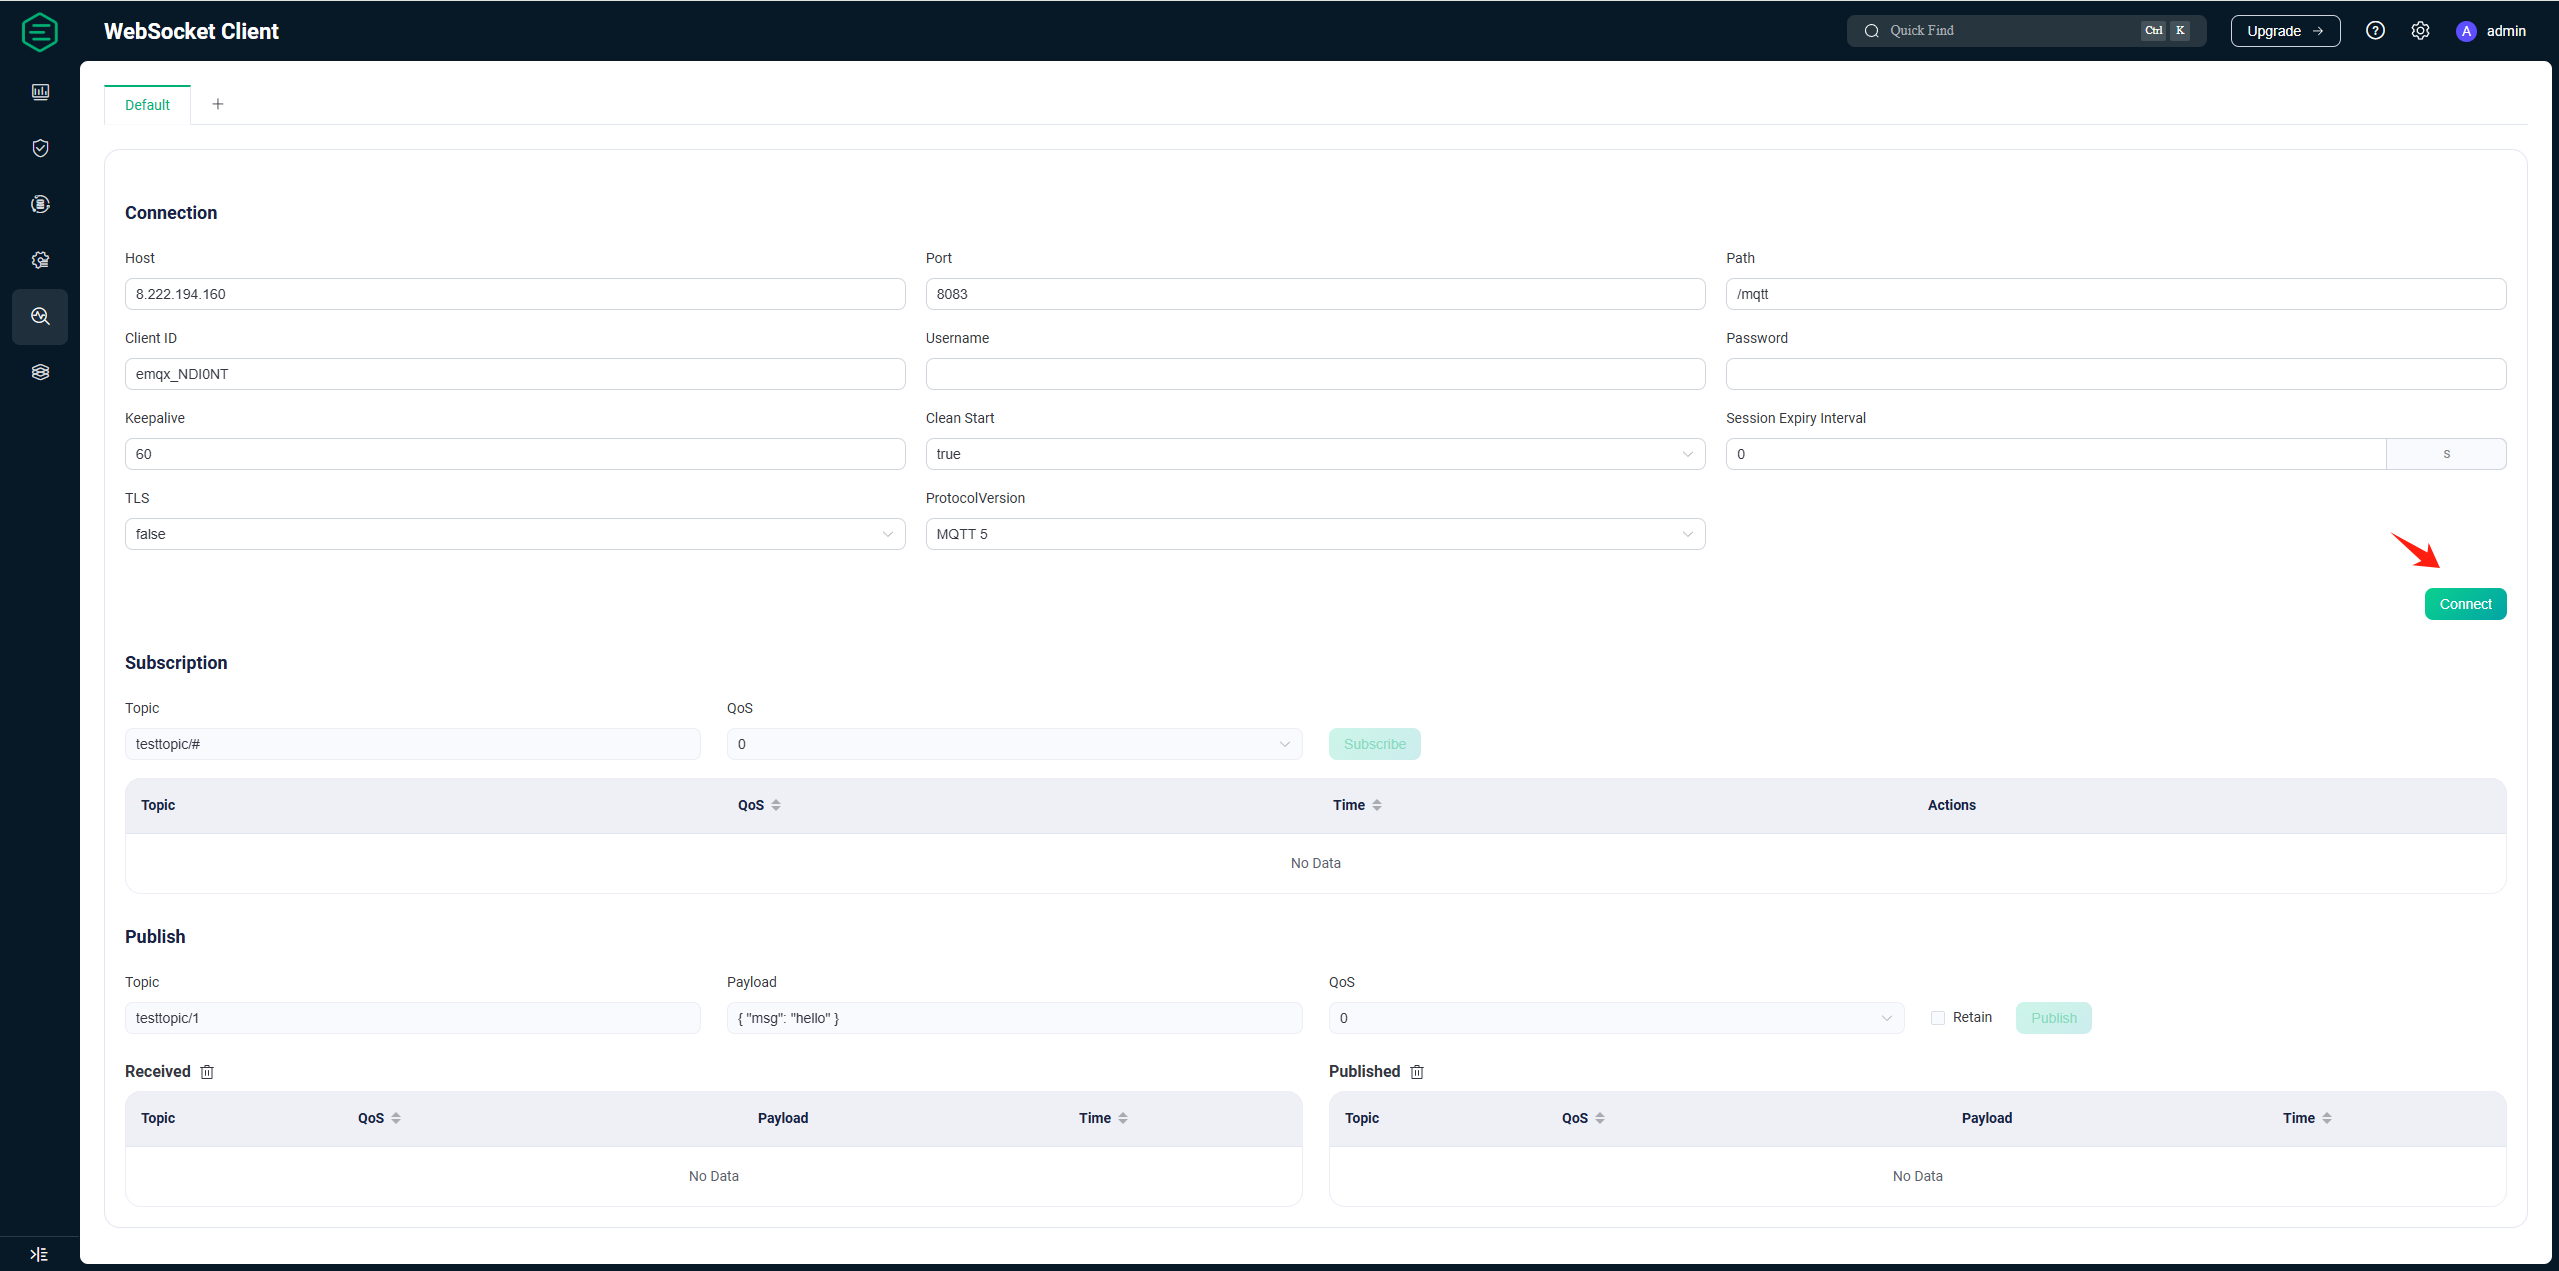 WebSocket Client
Quick Find
Ctrl K
Upgrade →
A admin
Default
+
Connection
Host
Port
Path
8.222.194.160
8083
/mqtt
Client ID
Username
Password
emqx_NDI0NT
Keepalive
Clean Start
Session Expiry Interval
60
true
0
s
TLS
ProtocolVersion
false
MQTT 5
Connect
Subscription
Topic
QoS
testtopic/#
0
Subscribe
Topic
QoS
Time
Actions
No Data
Publish
Topic
Payload
QoS
testtopic/1
{ "msg": "hello" }
0
Retain
Publish
Received
Published
Topic
QoS
Payload
Time
Topic
QoS
Payload
Time
No Data
No Data